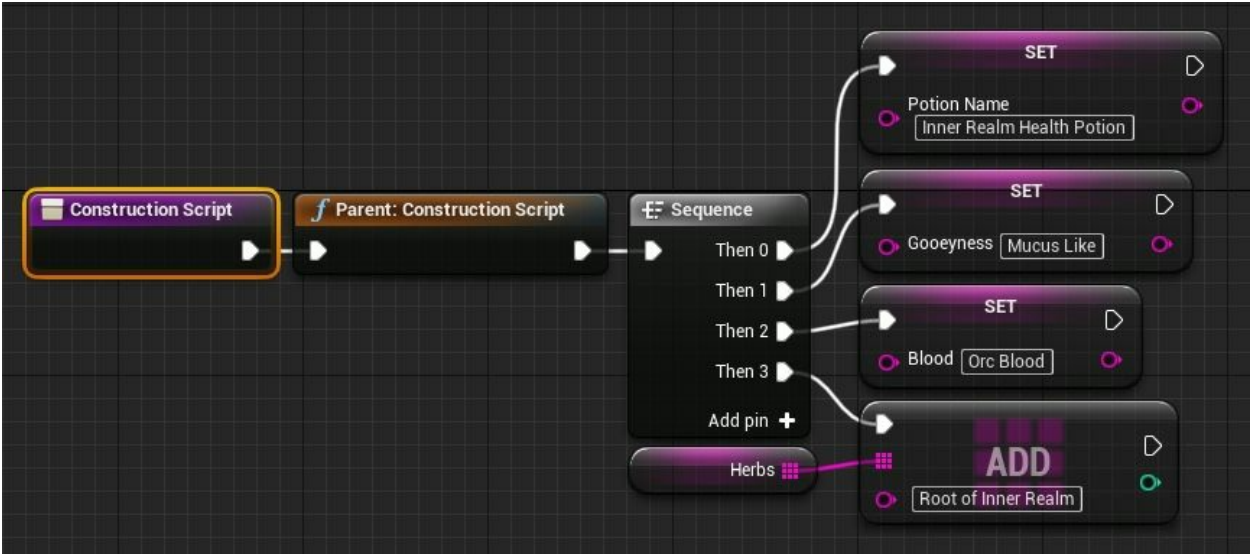 SET
Potion Name
Inner Realm Health Potion
Construction Script
f Parent: Construction Script
Sequence
Then 0
Then 1
Then 2
Then 3
Add pin +
SET
Gooeyness Mucus Like
SET
Blood Orc Blood
Herbs
ADD
Root of Inner Realm